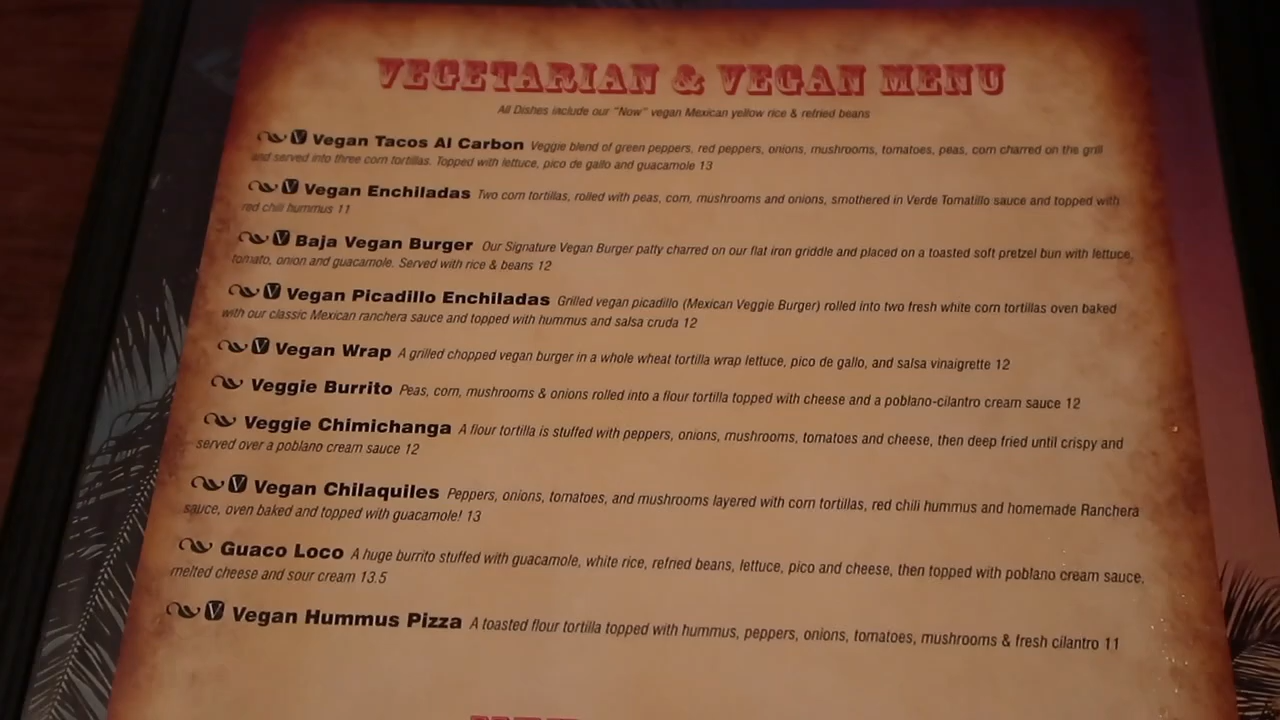 VEGETARIAN & VEGAN MENU
All Dishes include our "Now" vegan Mexican yellow rice & refried beans
V Vegan Tacos Al Carbon Veggie blend of green peppers, red peppers, onions, mushrooms, tomatoes, peas, corn charred on the grill
and served into three corn tortillas. Topped with lettuce, pico de gallo and guacamole 13
V Vegan Enchiladas Two corn tortillas, rolled with peas, corn, mushrooms and onions, smothered in Verde Tomatillo sauce and topped with
red chili hummus 11
V Baja Vegan Burger Our Signature Vegan Burger patty charred on our flat iron griddle and placed on a toasted soft pretzel bun with lettuce,
tomato, onion and guacamole. Served with rice & beans 12
V Vegan Picadillo Enchiladas Grilled vegan picadillo (Mexican Veggie Burger) rolled into two fresh white corn tortillas oven baked
with our classic Mexican ranchera sauce and topped with hummus and salsa cruda 12
V Vegan Wrap A grilled chopped vegan burger in a whole wheat tortilla wrap lettuce, pico de gallo, and salsa vinaigrette 12
Veggie Burrito Peas, corn, mushrooms & onions rolled into a flour tortilla topped with cheese and a poblano-cilantro cream sauce 12
Veggie Chimichanga A flour tortilla is stuffed with peppers, onions, mushrooms, tomatoes and cheese, then deep fried until crispy and
served over a poblano cream sauce 12
V Vegan Chilaquiles Peppers, onions, tomatoes, and mushrooms layered with corn tortillas, red chili hummus and homemade Ranchera
sauce, oven baked and topped with guacamole! 13
Guaco Loco A huge burrito stuffed with guacamole, white rice, refried beans, lettuce, pico and cheese, then topped with poblano cream sauce,
melted cheese and sour cream 13.5
V Vegan Hummus Pizza A toasted flour tortilla topped with hummus, peppers, onions, tomatoes, mushrooms & fresh cilantro 11